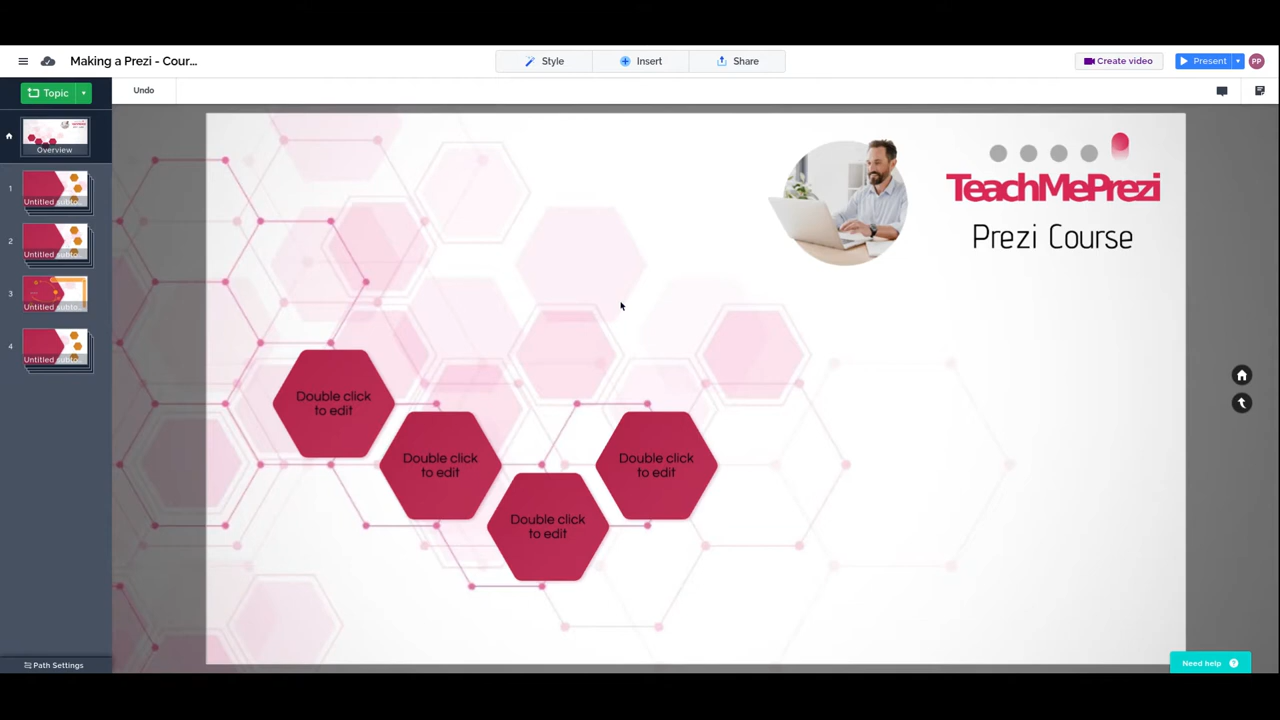 Making a Prezi - Cour...
Style
Insert
Share
Create video
Present
PP
Topic
Undo
Overview
1
Untitled subto...
2
Untitled subto...
3
Untitled subto...
4
Untitled subto...
TeachMePrezi
Prezi Course
Double click
to edit
Double click
to edit
Double click
to edit
Double click
to edit
Path Settings
Need help ?